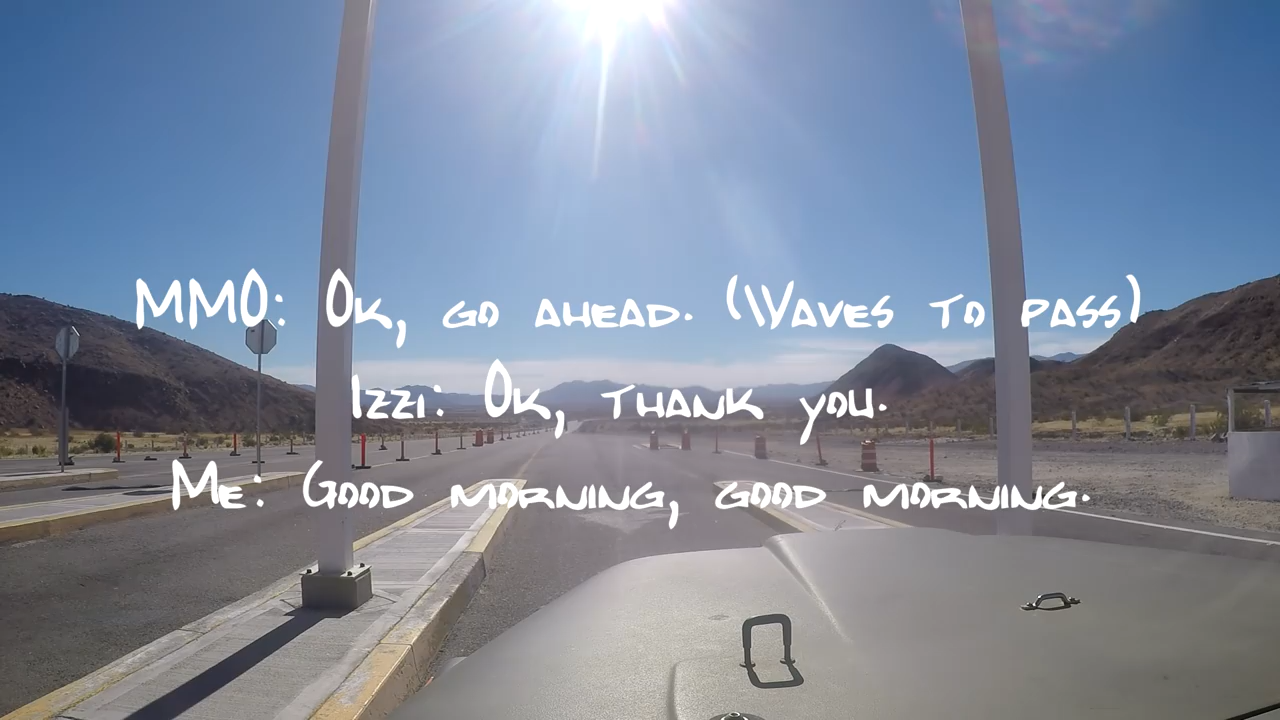 MMO: Ok, go ahead. (Waves to pass)
Izzi: Ok, thank you.
Me: Good morning, good morning.